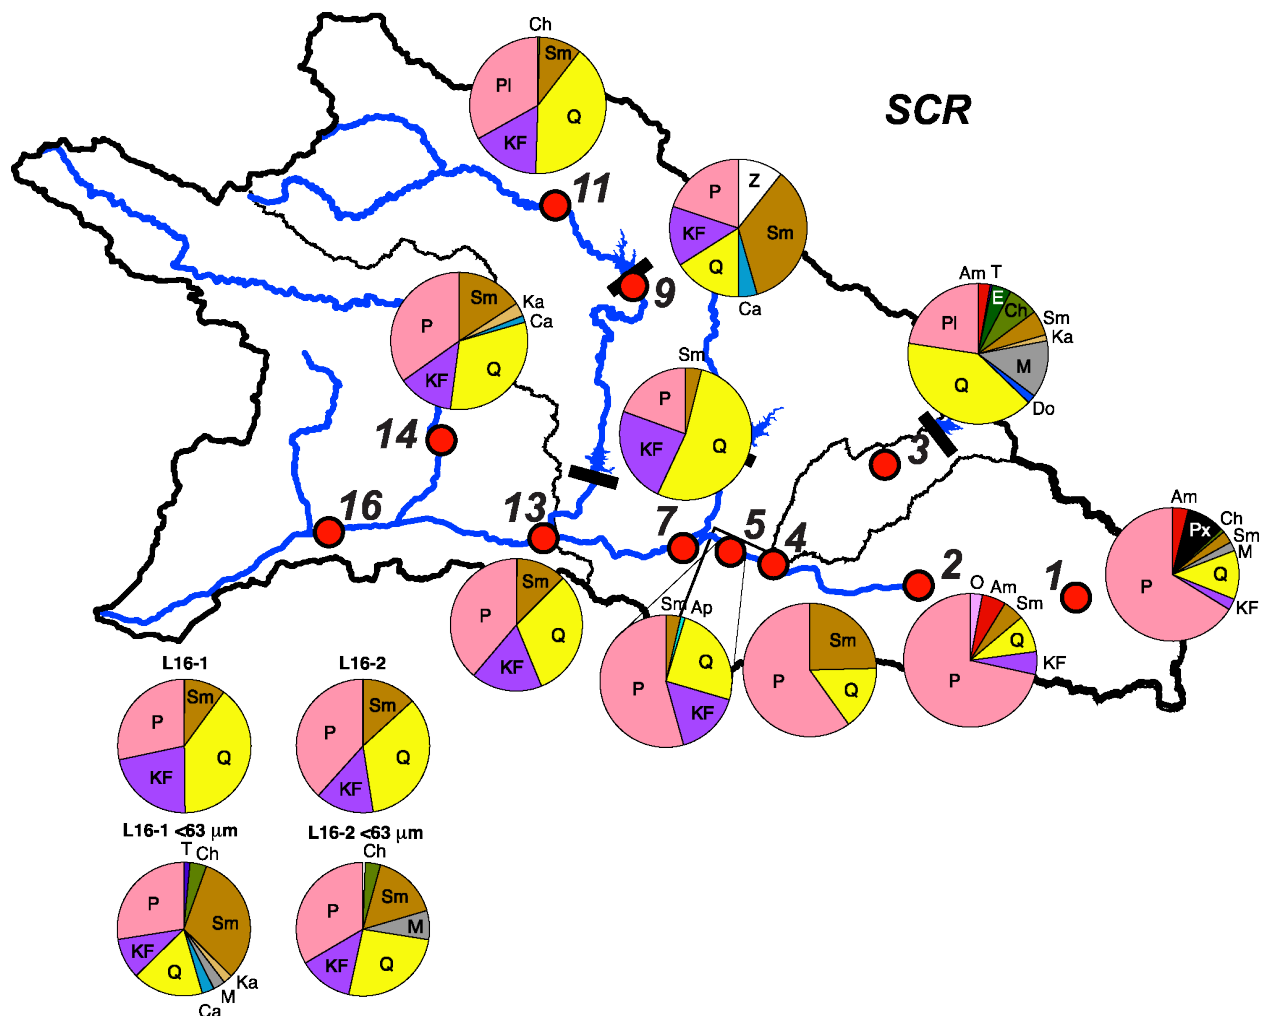 Ch
Sm
Pl
Q
KF
SCR
11
Z
P
Sm
KF
Q
Ca
9
Am T
E
Ch
Sm
Pl
Ka
M
Q
Do
Sm
Ka
P
Ca
Q
KF
Sm
P
Q
KF
14
3
16
13
7
5
4
2
1
Am
Ch
Px
Sm
M
P
Q
KF
Sm
P
Q
KF
Sm Ap
Q
P
KF
Sm
P
Q
O Am
Sm
Q
KF
P
L16-1
L16-2
Sm
P
Q
KF
Sm
P
Q
KF
L16-1 <63 µm
L16-2 <63 µm
T Ch
P
Sm
KF
Q
Ka
M
Ca
Ch
Sm
P
M
KF
Q